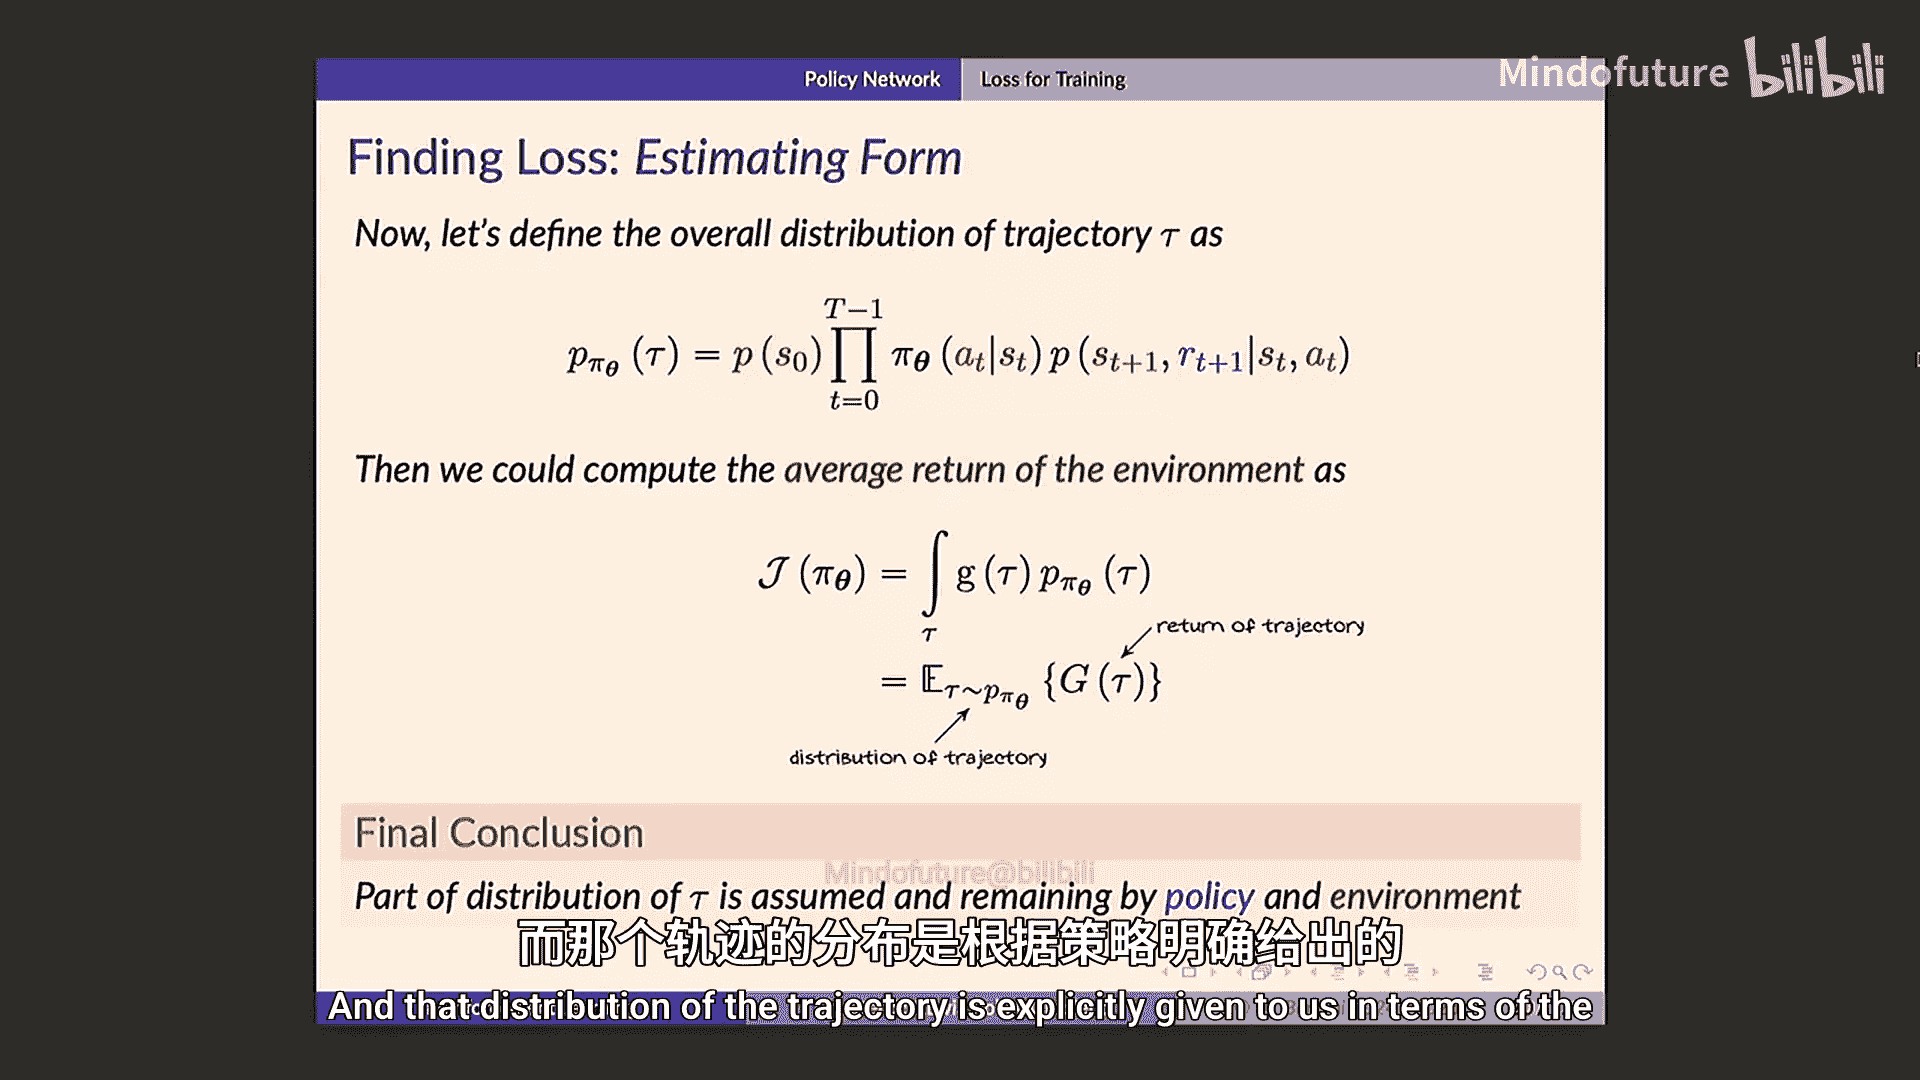 Mindofuture bilibili
Policy Network Loss for Training
Finding Loss: Estimating Form
Now, let's define the overall distribution of trajectory τ as
p_{π_θ}(τ) = p(s_0) ∏_{t=0}^{T−1} π_θ(a_t|s_t) p(s_{t+1}, r_{t+1}|s_t, a_t)
Then we could compute the average return of the environment as
𝒥(π_θ) = ∫_τ g(τ) p_{π_θ}(τ)
return of trajectory
= 𝔼_{τ∼p_{π_θ}} {G(τ)}
distribution of trajectory
Final Conclusion
Mindofuture@bilibili
Part of distribution of τ is assumed and remaining by policy and environment
而那个轨迹的分布是根据策略明确给出的
And that distribution of the trajectory is explicitly given to us in terms of the